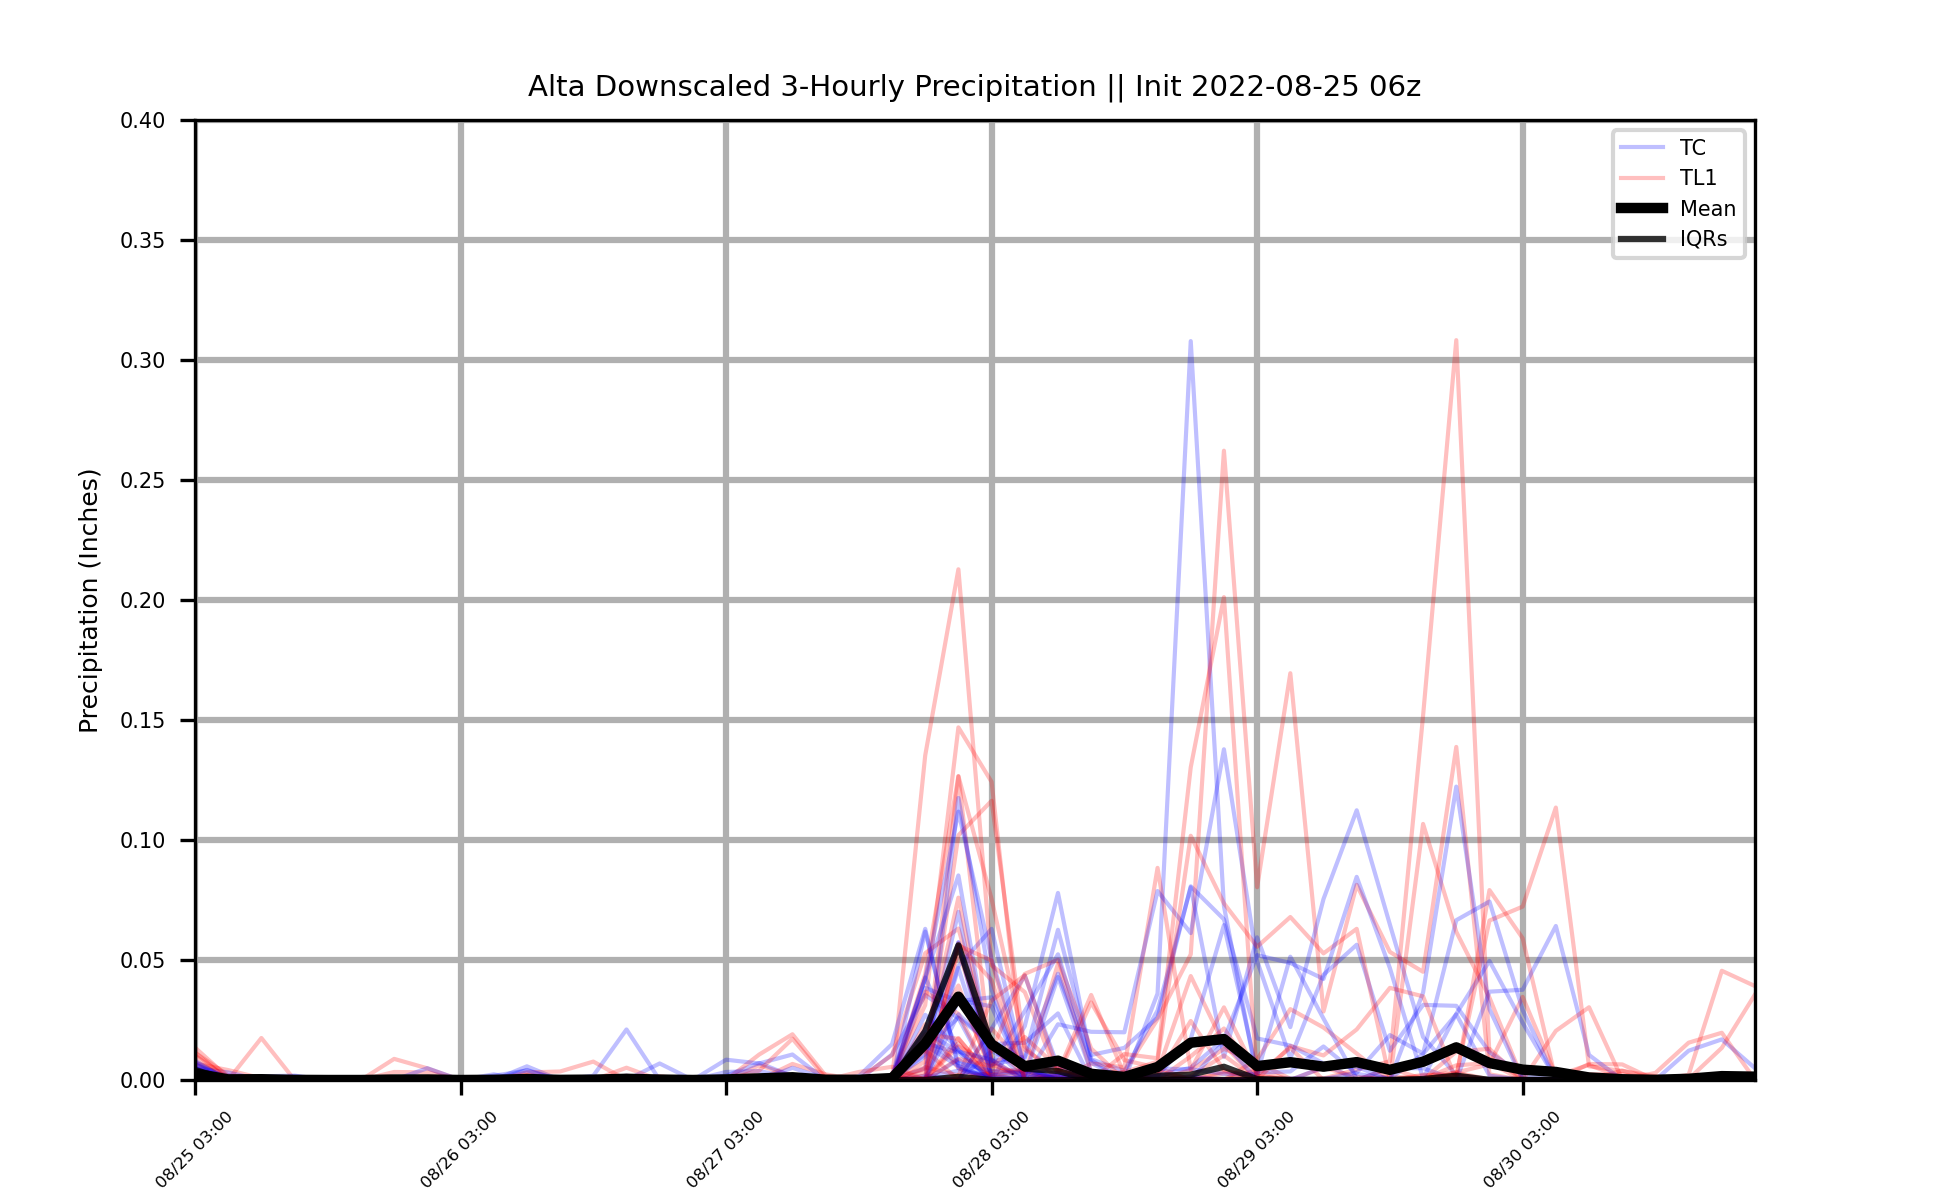 Alta Downscaled 3-Hourly Precipitation || Init 2022-08-25 06z
0.40
0.35
0.30
0.25
0.20
0.15
0.10
0.05
0.00
Precipitation (Inches)
TC
TL1
Mean
IQRs
08/25 03:00
08/26 03:00
08/27 03:00
08/28 03:00
08/29 03:00
08/30 03:00